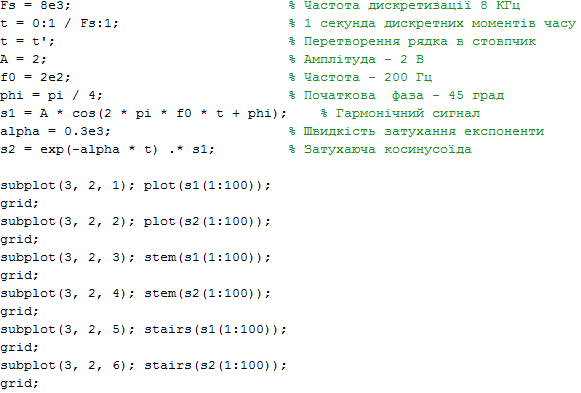 Fs = 8e3; % Частота дискретизації 8 КГц
t = 0:1 / Fs:1; % 1 секунда дискретних моментів часу
t = t'; % Перетворення рядка в стовпчик
A = 2; % Амплітуда – 2 В
f0 = 2e2; % Частота – 200 Гц
phi = pi / 4; % Початкова  фаза – 45 град
s1 = A * cos(2 * pi * f0 * t + phi); % Гармонічний сигнал
alpha = 0.3e3; % Швидкість затухання експоненти
s2 = exp(-alpha * t) .* s1; % Затухаюча косинусоїда
subplot(3, 2, 1); plot(s1(1:100));
grid;
subplot(3, 2, 2); plot(s2(1:100));
grid;
subplot(3, 2, 3); stem(s1(1:100));
grid;
subplot(3, 2, 4); stem(s2(1:100));
grid;
subplot(3, 2, 5); stairs(s1(1:100));
grid;
subplot(3, 2, 6); stairs(s2(1:100));
grid;